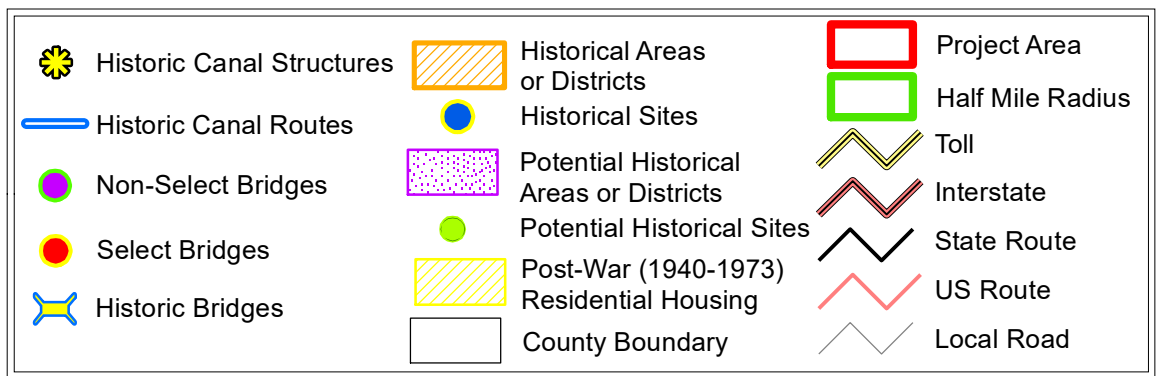 Historic Canal Structures
Historic Canal Routes
Non-Select Bridges
Select Bridges
Historic Bridges
Historical Areas
or Districts
Historical Sites
Potential Historical
Areas or Districts
Potential Historical Sites
Post-War (1940-1973)
Residential Housing
County Boundary
Project Area
Half Mile Radius
Toll
Interstate
State Route
US Route
Local Road